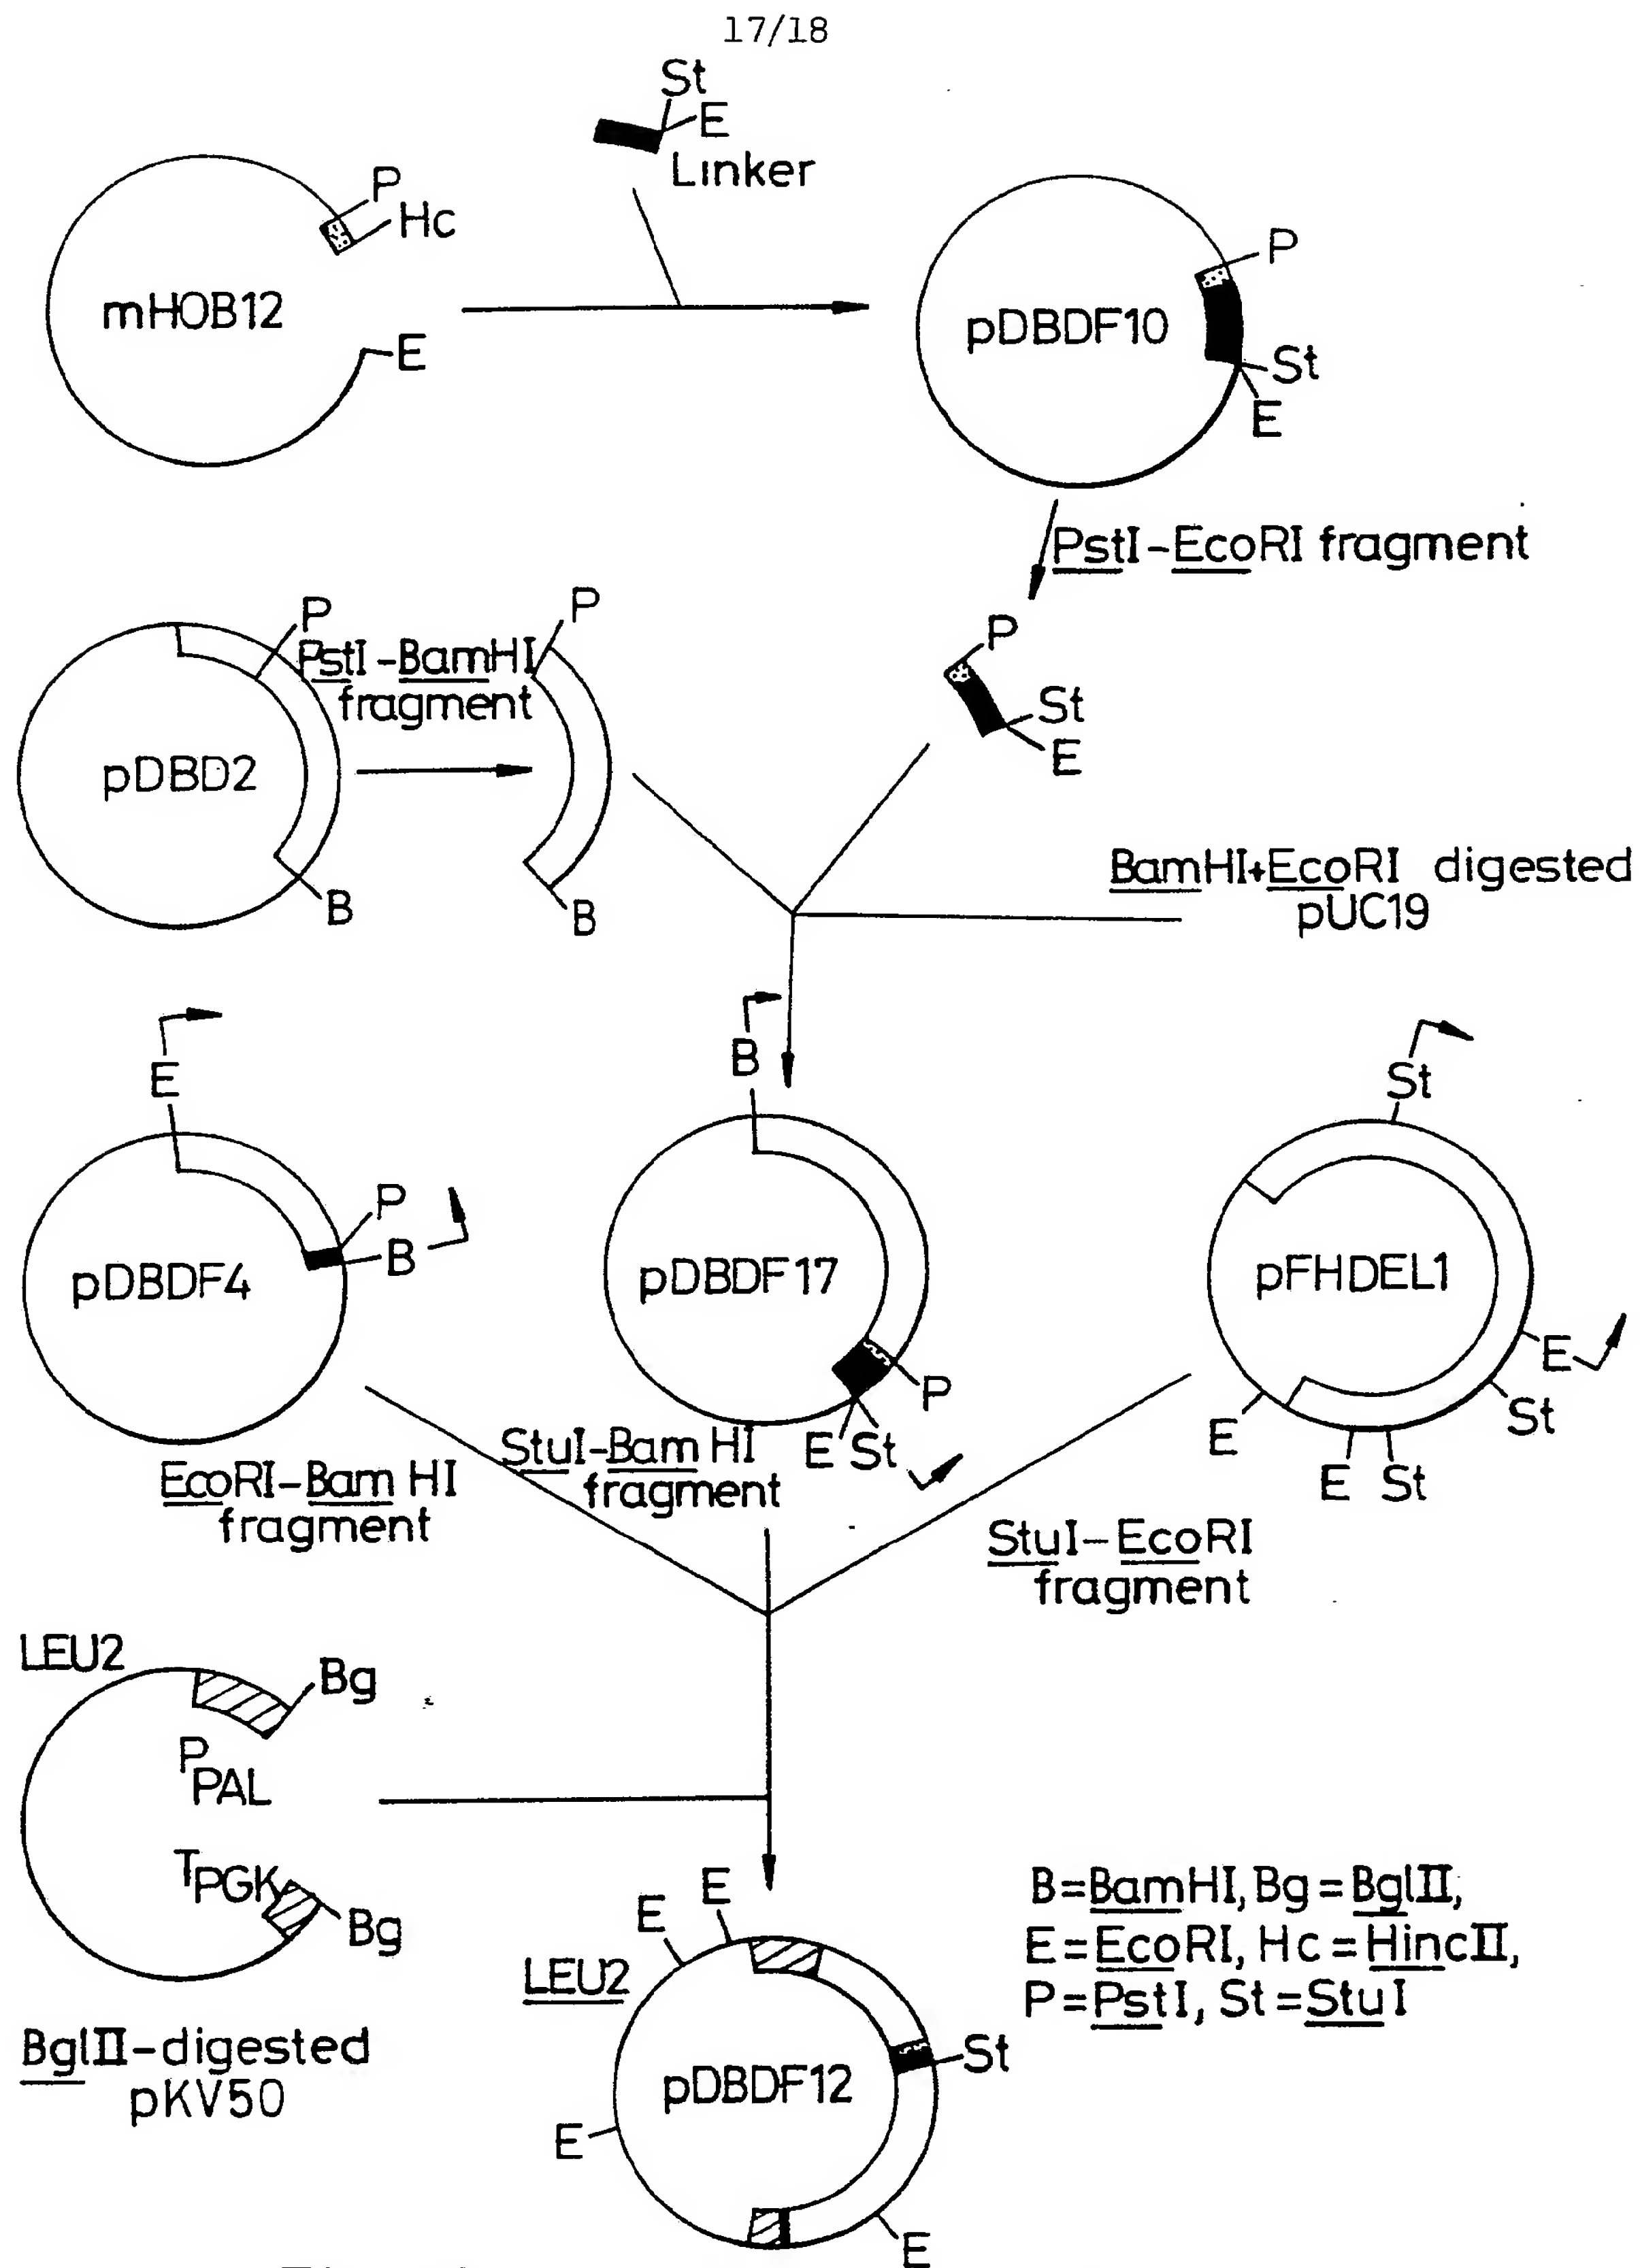 17/18
St
E
Linker
P
Hc
mHOB12
E
P
pDBDF10
St
E
PstI-EcoRI fragment
P
St
E
P
PstI-BamHI
fragment
P
pDBD2
B
B
BamHI+EcoRI digested
pUC19
E
P
B
pDBDF4
B
pDBDF17
P
E St
St
pFHDEL1
E
St
E
E St
EcoRI-Bam HI
fragment
StuI-Bam HI
fragment
StuI-EcoRI
fragment
LEU2
Bg
PPAL
TPGK
Bg
BglII-digested
pKV50
E
E
LEU2
St
pDBDF12
E
E
B=BamHI, Bg=BglII,
E=EcoRI, Hc=HincII,
P=PstI, St=StuI